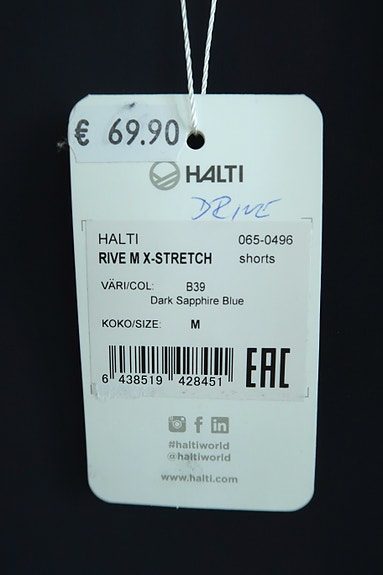 € 69.90
HALTI
DRIVE
HALTI 065-0496
RIVE M X-STRETCH shorts
VÄRI/COL: B39
Dark Sapphire Blue
KOKO/SIZE: M
6 438519 428451
EAC
#haltiworld
@haltiworld
www.halti.com